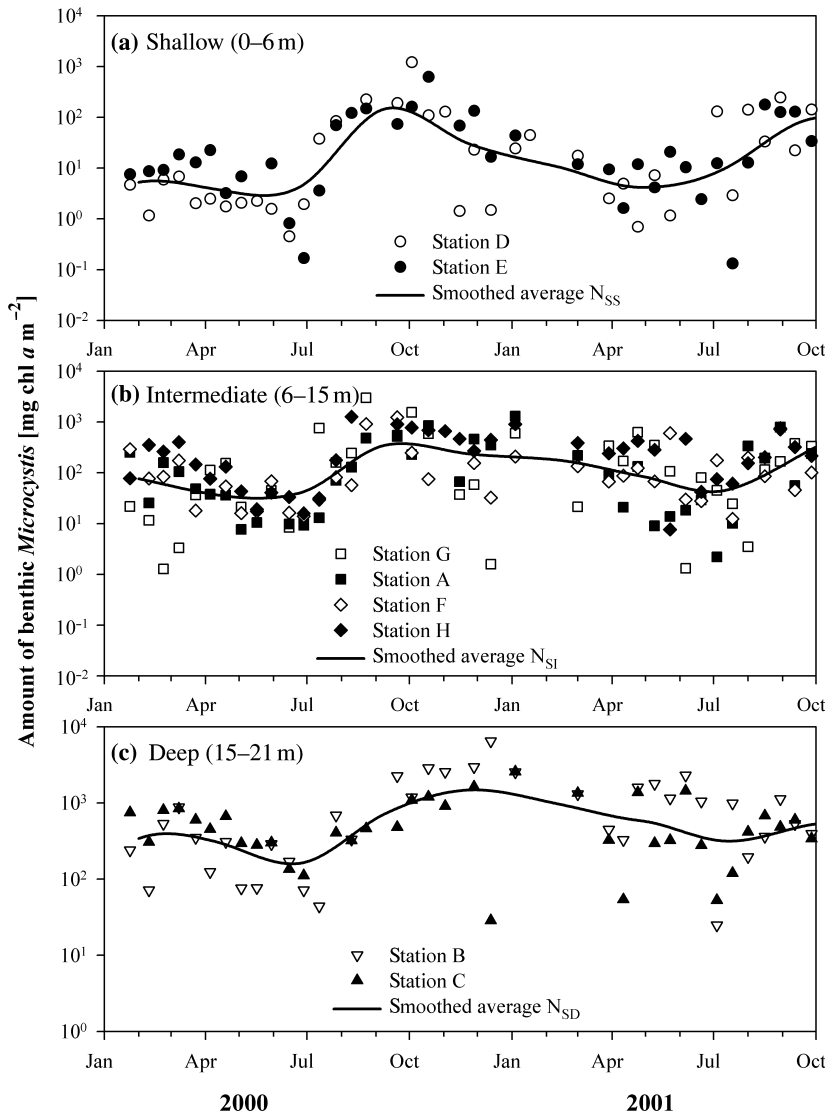 Amount of benthic Microcystis [mg chl a m⁻²]
(a) Shallow (0–6 m)
10⁴
10³
10²
10¹
10⁰
10⁻¹
10⁻²
Station D
Station E
Smoothed average N_SS
Jan Apr Jul Oct Jan Apr Jul Oct
(b) Intermediate (6–15 m)
10⁴
10³
10²
10¹
10⁰
10⁻¹
10⁻²
Station G
Station A
Station F
Station H
Smoothed average N_SI
Jan Apr Jul Oct Jan Apr Jul Oct
(c) Deep (15–21 m)
10⁴
10³
10²
10¹
10⁰
Station B
Station C
Smoothed average N_SD
Jan Apr Jul Oct Jan Apr Jul Oct
2000 2001